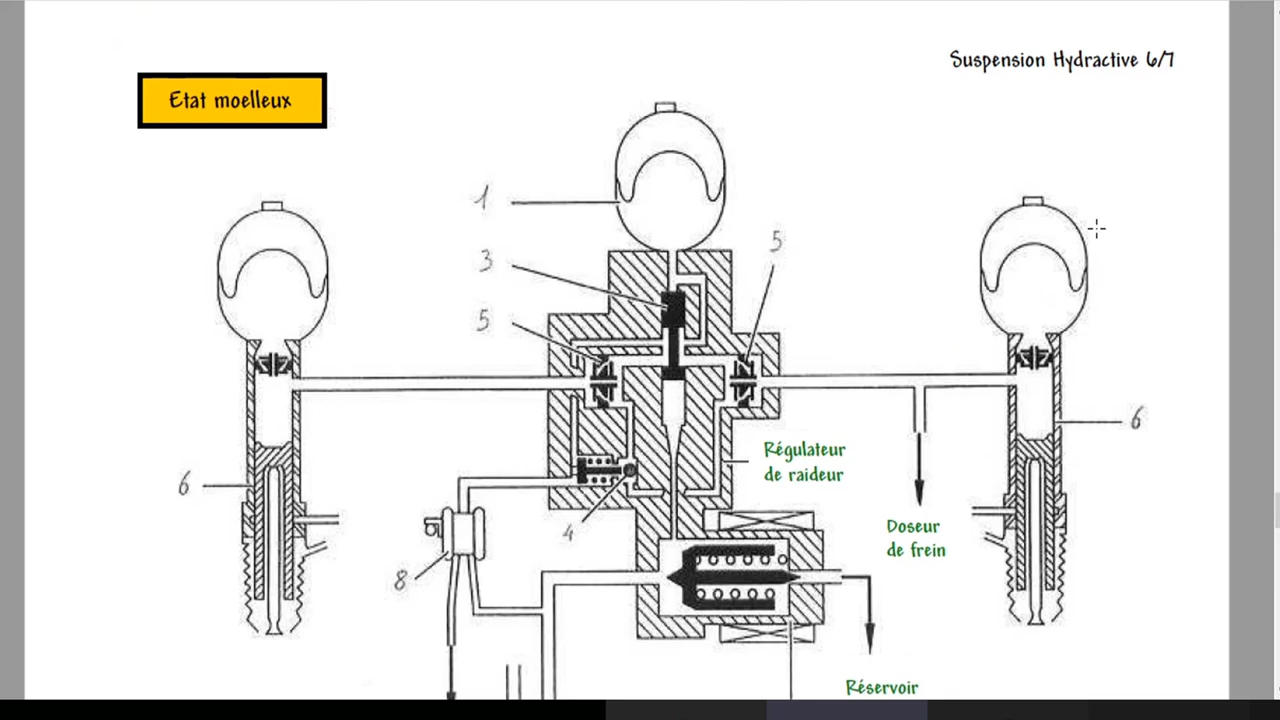 Suspension Hydractive 6/7
Etat moelleux
1
3
5
5
6
6
Régulateur
de raideur
4
8
Doseur
de frein
Réservoir